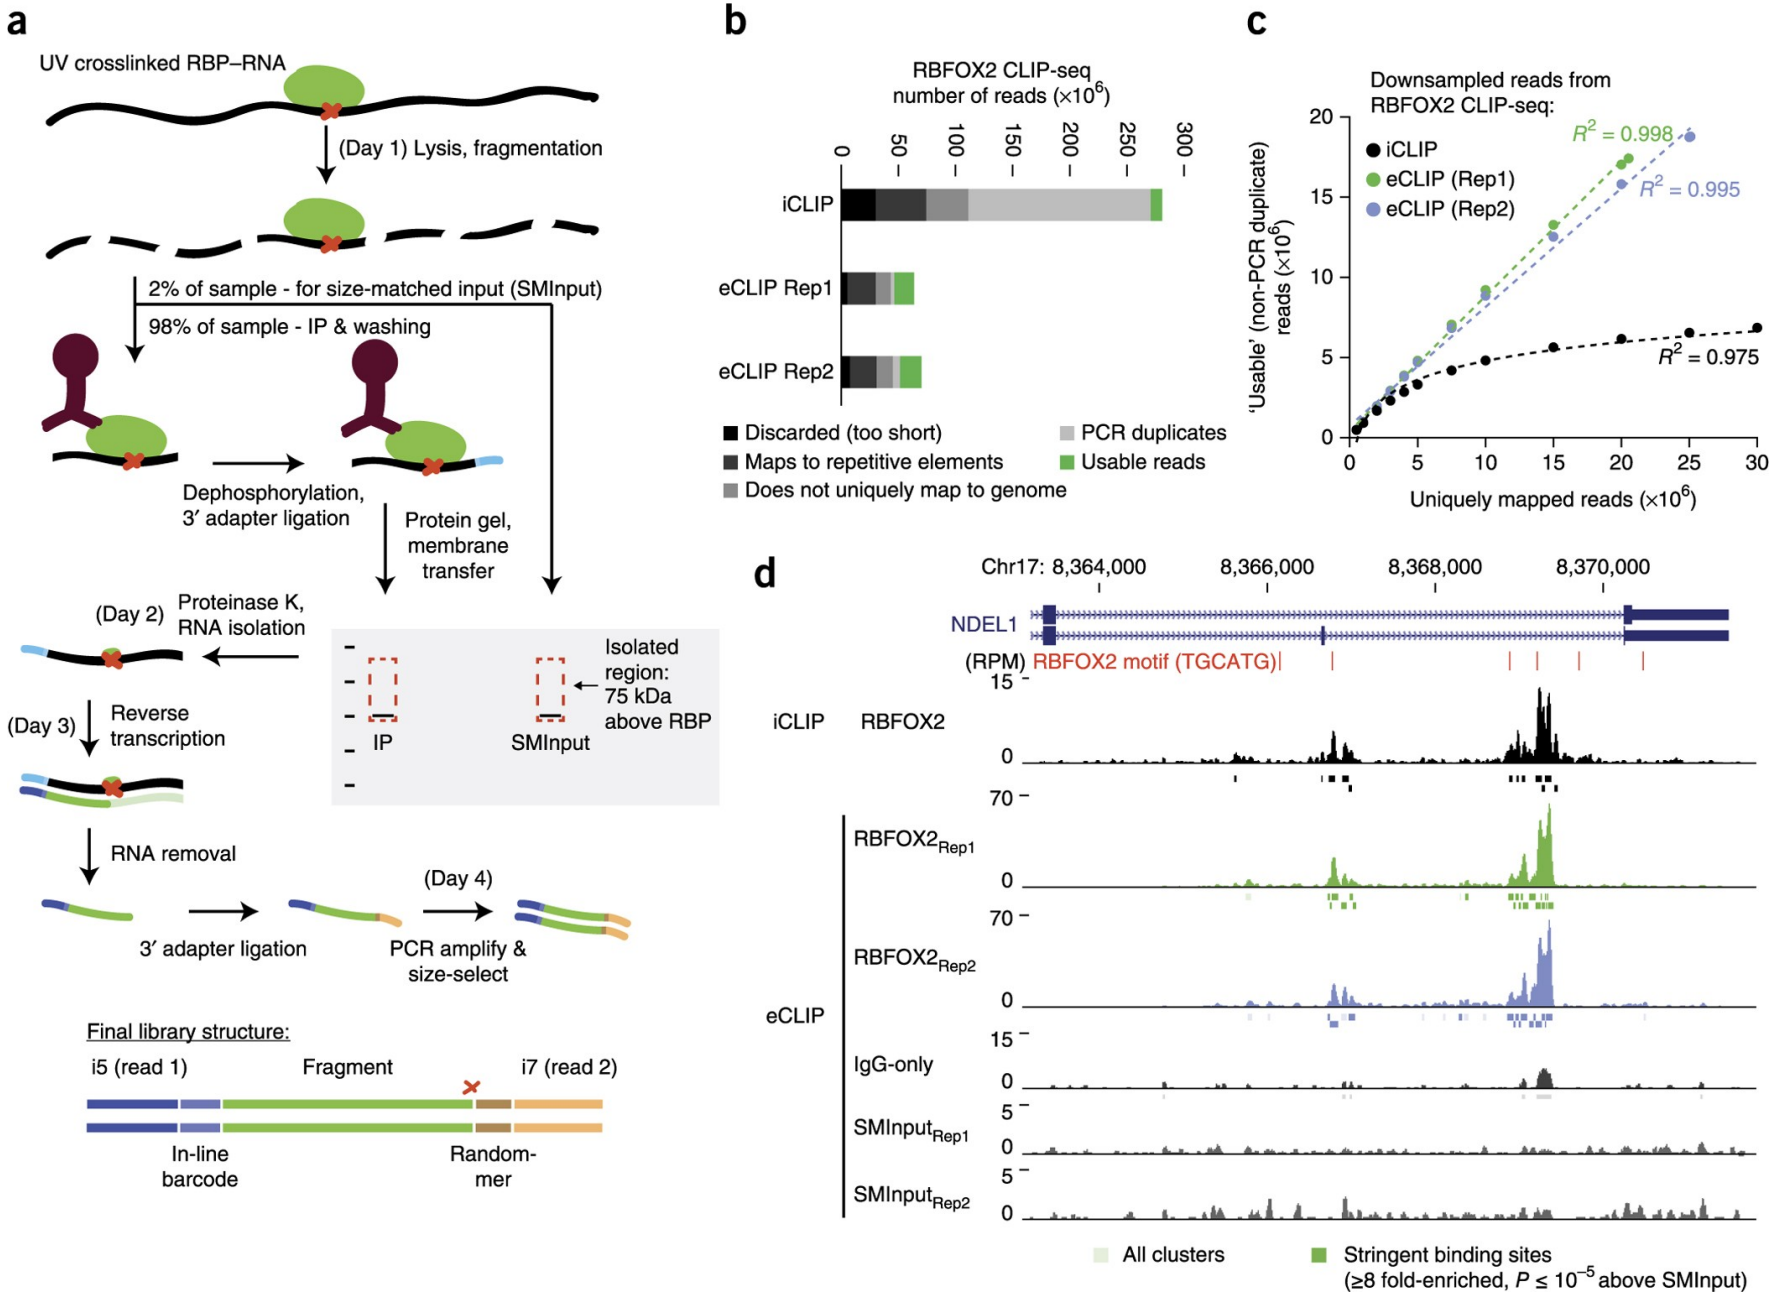 a
UV crosslinked RBP–RNA
(Day 1) Lysis, fragmentation
2% of sample - for size-matched input (SMInput)
98% of sample - IP & washing
Dephosphorylation,
3′ adapter ligation
Protein gel,
membrane
transfer
(Day 2)
Proteinase K,
RNA isolation
Isolated
region:
75 kDa
above RBP
IP
SMInput
(Day 3)
Reverse
transcription
RNA removal
(Day 4)
3′ adapter ligation
PCR amplify &
size-select
Final library structure:
i5 (read 1)
Fragment
i7 (read 2)
In-line
barcode
Random-
mer
b
RBFOX2 CLIP-seq
number of reads (×10⁶)
0
50
100
150
200
250
300
iCLIP
eCLIP Rep1
eCLIP Rep2
Discarded (too short)
Maps to repetitive elements
Does not uniquely map to genome
PCR duplicates
Usable reads
c
Downsampled reads from
RBFOX2 CLIP-seq:
iCLIP
eCLIP (Rep1)
eCLIP (Rep2)
R² = 0.998
R² = 0.995
R² = 0.975
‘Usable’ (non-PCR duplicate)
reads (×10⁶)
20
15
10
5
0
0
5
10
15
20
25
30
Uniquely mapped reads (×10⁶)
d
Chr17: 8,364,000
8,366,000
8,368,000
8,370,000
NDEL1
(RPM)
RBFOX2 motif (TGCATG)
15
iCLIP
RBFOX2
0
70
RBFOX2Rep1
0
70
RBFOX2Rep2
0
eCLIP
15
IgG-only
0
5
SMInputRep1
0
5
SMInputRep2
0
All clusters
Stringent binding sites
(≥8 fold-enriched, P ≤ 10⁻⁵ above SMInput)